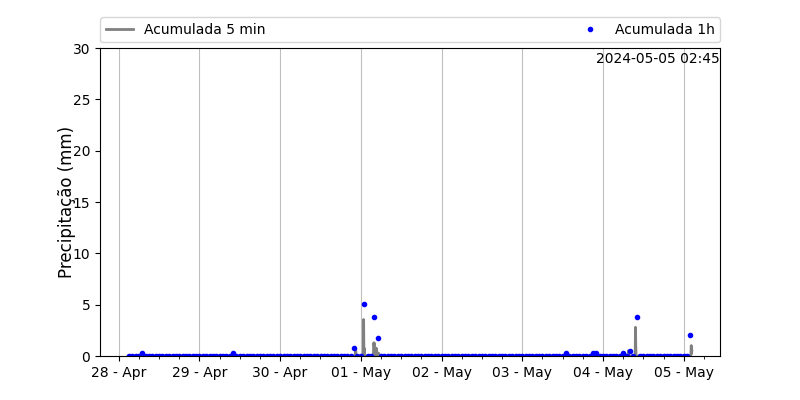 Acumulada 5 min
Acumulada 1h
2024-05-05 02:45
Precipitação (mm)
30
25
20
15
10
5
0
28 - Apr
29 - Apr
30 - Apr
01 - May
02 - May
03 - May
04 - May
05 - May